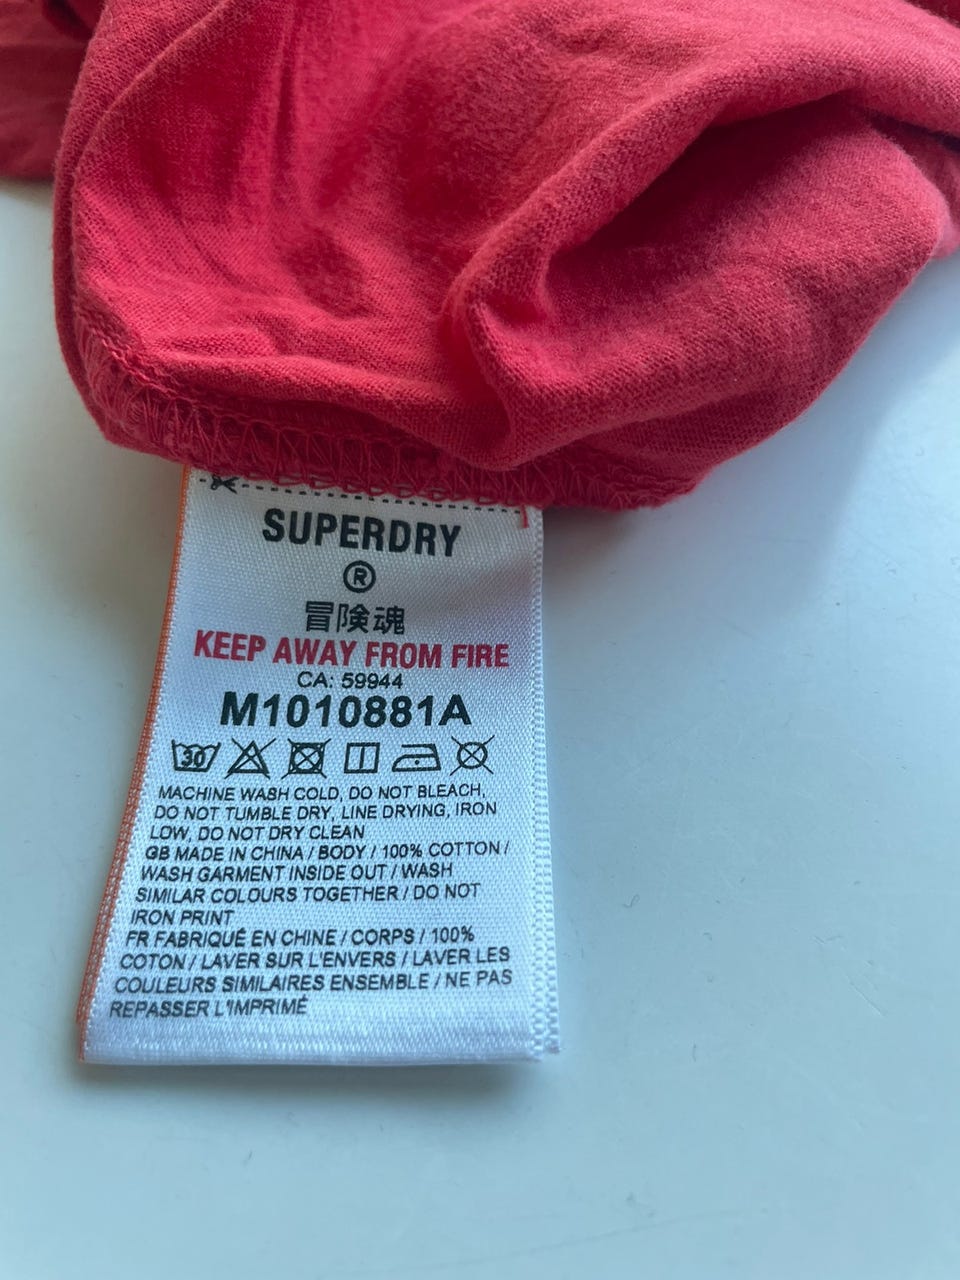 SUPERDRY
®
冒険魂
KEEP AWAY FROM FIRE
CA: 59944
M1010881A
30
MACHINE WASH COLD, DO NOT BLEACH,
DO NOT TUMBLE DRY, LINE DRYING, IRON
LOW, DO NOT DRY CLEAN
GB MADE IN CHINA / BODY / 100% COTTON /
WASH GARMENT INSIDE OUT / WASH
SIMILAR COLOURS TOGETHER / DO NOT
IRON PRINT
FR FABRIQUÉ EN CHINE / CORPS / 100%
COTON / LAVER SUR L'ENVERS / LAVER LES
COULEURS SIMILAIRES ENSEMBLE / NE PAS
REPASSER L'IMPRIMÉ